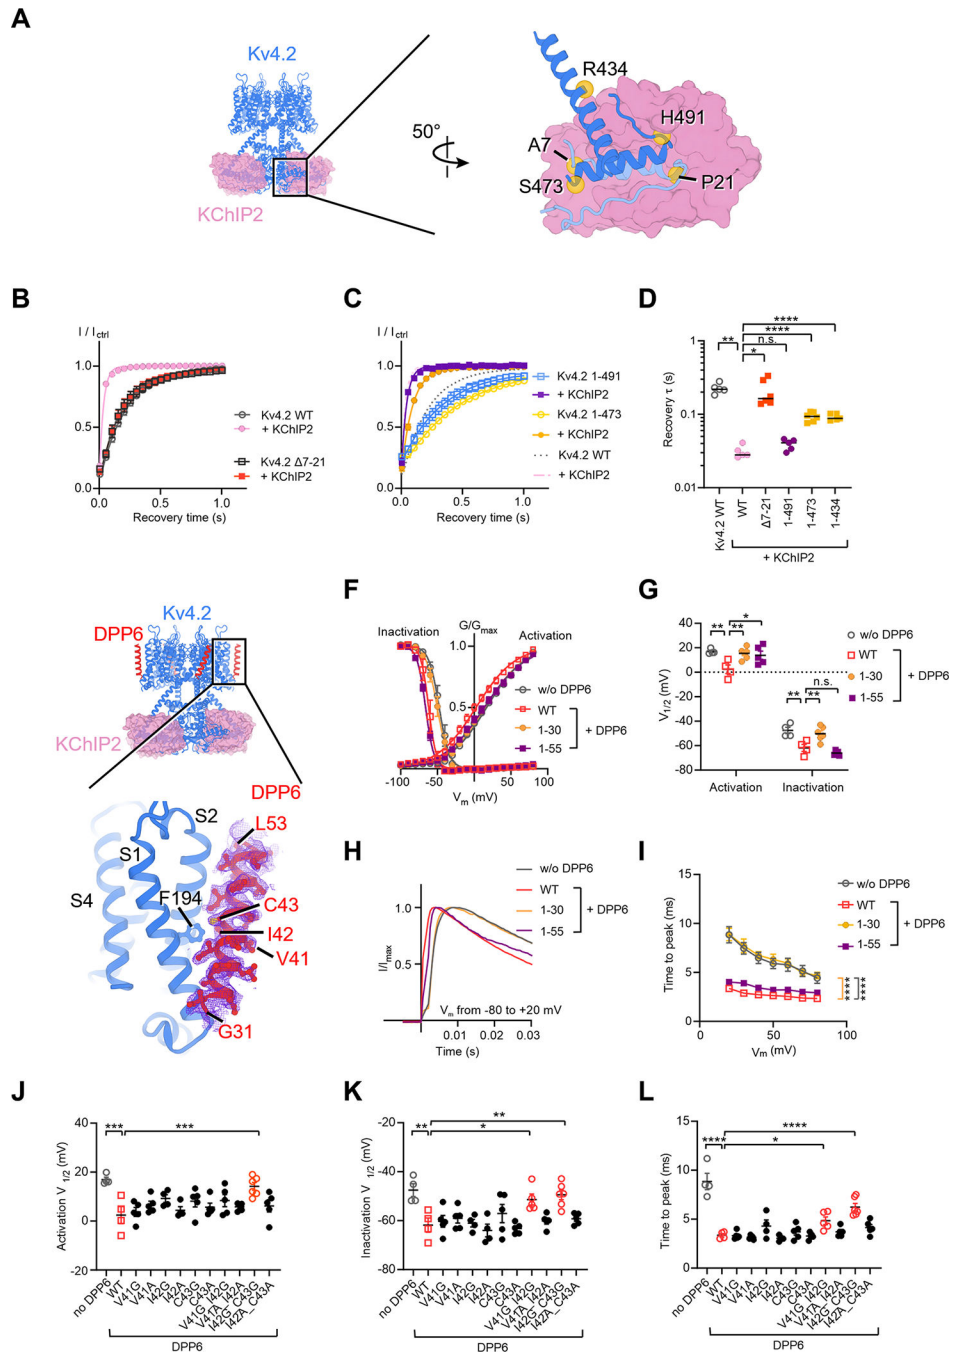 A
Kv4.2
KChIP2
50°
R434
H491
A7
S473
P21
B
I / I ctrl
1.0
0.5
0.0
0.0 0.5 1.0
Recovery time (s)
Kv4.2 WT
+ KChIP2
Kv4.2 Δ7-21
+ KChIP2
C
I / I ctrl
1.0
0.5
0.0
0.0 0.5 1.0
Recovery time (s)
Kv4.2 1-491
+ KChIP2
Kv4.2 1-473
+ KChIP2
Kv4.2 WT
+ KChIP2
D
****
****
n.s.
**
*
Recovery τ (s)
1
0.1
0.01
Kv4.2 WT
WT
Δ7-21
1-491
1-473
1-434
+ KChIP2
Kv4.2
DPP6
KChIP2
DPP6
L53
S2
S1
S4
F194
C43
I42
V41
G31
F
G/Gmax
Inactivation
Activation
1.0
0.5
-100 -50 0 50 100
Vm (mV)
w/o DPP6
WT
1-30
1-55
+ DPP6
G
*
** **
n.s.
** **
V1/2 (mV)
40
20
0
-20
-40
-60
-80
Activation Inactivation
w/o DPP6
WT
1-30
1-55
+ DPP6
H
I/Imax
1.0
0.5
w/o DPP6
WT
1-30
1-55
+ DPP6
Vm from -80 to +20 mV
0.01 0.02 0.03
Time (s)
I
Time to peak (ms)
15
10
5
0
0 50 100
Vm (mV)
w/o DPP6
WT
1-30
1-55
+ DPP6
****
****
J
*** ***
Activation V 1/2 (mV)
40
20
0
-20
no DPP6
WT
V41G
V41A
I42G
I42A
C43G
C43A
V41G_I42G
V41A_I42A
I42G_C43G
I42A_C43A
DPP6
K
**
** *
Inactivation V 1/2 (mV)
-20
-40
-60
-80
no DPP6
WT
V41G
V41A
I42G
I42A
C43G
C43A
V41G_I42G
V41A_I42A
I42G_C43G
I42A_C43A
DPP6
L
****
**** *
Time to peak (ms)
15
10
5
0
no DPP6
WT
V41G
V41A
I42G
I42A
C43G
C43A
V41G_I42G
V41A_I42A
I42G_C43G
I42A_C43A
DPP6